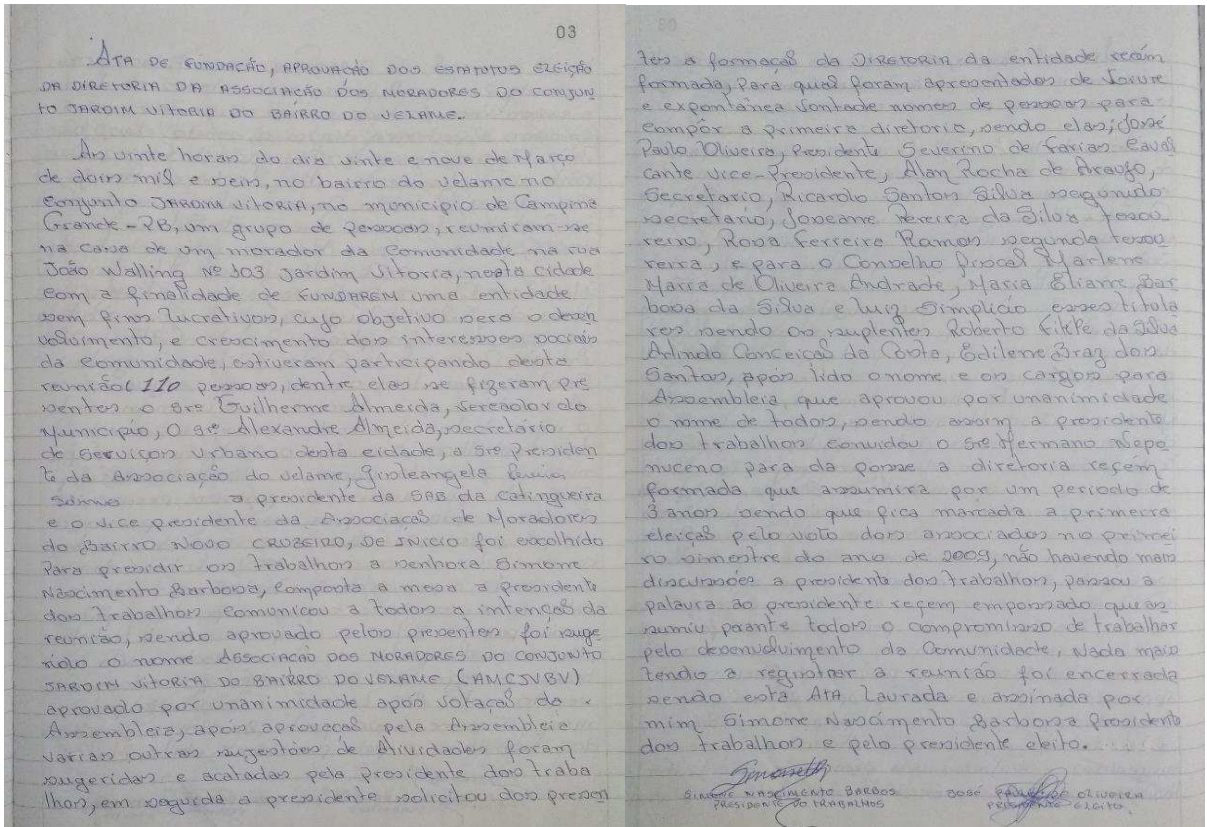 03
ATA DE FUNDAÇÃO, APROVAÇÃO DOS ESTATUTOS ELEIÇÃO
DA DIRETORIA DA ASSOCIAÇÃO DOS MORADORES DO CONJUN
TO JARDIM VITORIA DO BAIRRO DO VELAME.
As vinte horas do dia vinte e nove de Março
de dois mil e seis, no bairro do velame no
Conjunto JARDIM VITORIA, no municipio de Campina
Grande-PB, um grupo de pessoas, reuniram-se
na casa de um morador da Comunidade na rua
João Walling Nº 303 Jardim Vitoria, nesta cidade
com a finalidade de FUNDAREM uma entidade
sem fins lucrativos, cujo objetivo sera o desen
volvimento, e crescimento dos interesses sociais
da comunidade, estiveram participando desta
reunião( 110 pessoas, dentre elas se fizeram pre
sentes o sre Guilherme Almeida, vereador do
Municipio, O sre Alexandre Almeida, secretário
de serviços urbano desta cidade, a sre presiden
te da Associação do velame, Girsleangela
a presidente da SAB da Catingueira
e o vice presidente da Associação de Moradores
do Bairro NOVO CRUZEIRO, DE INICIO foi escolhido
Para presidir os trabalhos a senhora Simone
Nascimento Barbosa, composta a mesa a presidente
dos trabalhos comunicou a todos a intenção da
reunião, sendo aprovado pelos presentes foi suge
rido o nome ASSOCIACÃO DOS MORADORES DO CONJUNTO
JARDIM VITORIA DO BAIRRO DO VELAME (AMCJVBV)
aprovado por unanimidade após votação da
Assembleia, após aprovação pela Assembleia
varias outras sujestões de Atividades foram
sugeridas e acatadas pela presidente dos traba
lhos, em seguida a presidente solicitou dos presen
tes a formação da DIRETORIA da entidade recém
formada, Para qual foram apresentados de livre
e expontânea vontade nomes de pessoas para
compôr a primeira diretoria, sendo elas; José
Paulo Oliveira, Presidente Severino de farias Caval
cante vice-Presidente, Alan Rocha de Araujo,
Secretario, Ricardo Santos Silva segundo
secretario, Joseane Pereira da Silva Tesou
reiro, Rosa Ferreira Ramos segunda tesou
reira, e para o Conselho fiscal Marlene
Maria de Oliveira Andrade, Maria Eliane Bar
bosa da Silva e Luiz Simplicio esses titula
res sendo os suplentes Roberto Filipe da Silva
Arlindo Conceição da Costa, Edilene Braz dos
Santos, após lido o nome e os cargos para
Assembleia que aprovou por unanimidade
o nome de todos, sendo assim a presidente
dos trabalhos convidou o Sre Hermano Nepo
muceno para da posse a diretoria reçem
formada que assumira por um periodo de
3 anos sendo que fica marcada a primeira
eleição pelo voto dos associados no primei
ro simestre do ano de 2009, não havendo mais
discursões a presidente dos trabalhos, passou a
palavra ao presidente reçem empossado que as
sumiu perante todos o compromisso de trabalhar
pelo desenvolvimento da Comunidade, Nada mais
tendo a registrar a reunião foi encerrada
sendo esta ATA Laurada e assinada por
mim Simone Nascimento Barbosa Presidente
dos trabalhos e pelo presidente eleito.
SIMONE NASCIMENTO BARBOS
PRESIDENTE DO TRABALHOS
JOSÉ PAULO DE OLIVEIRA
PRESIDENTE ELEITO.